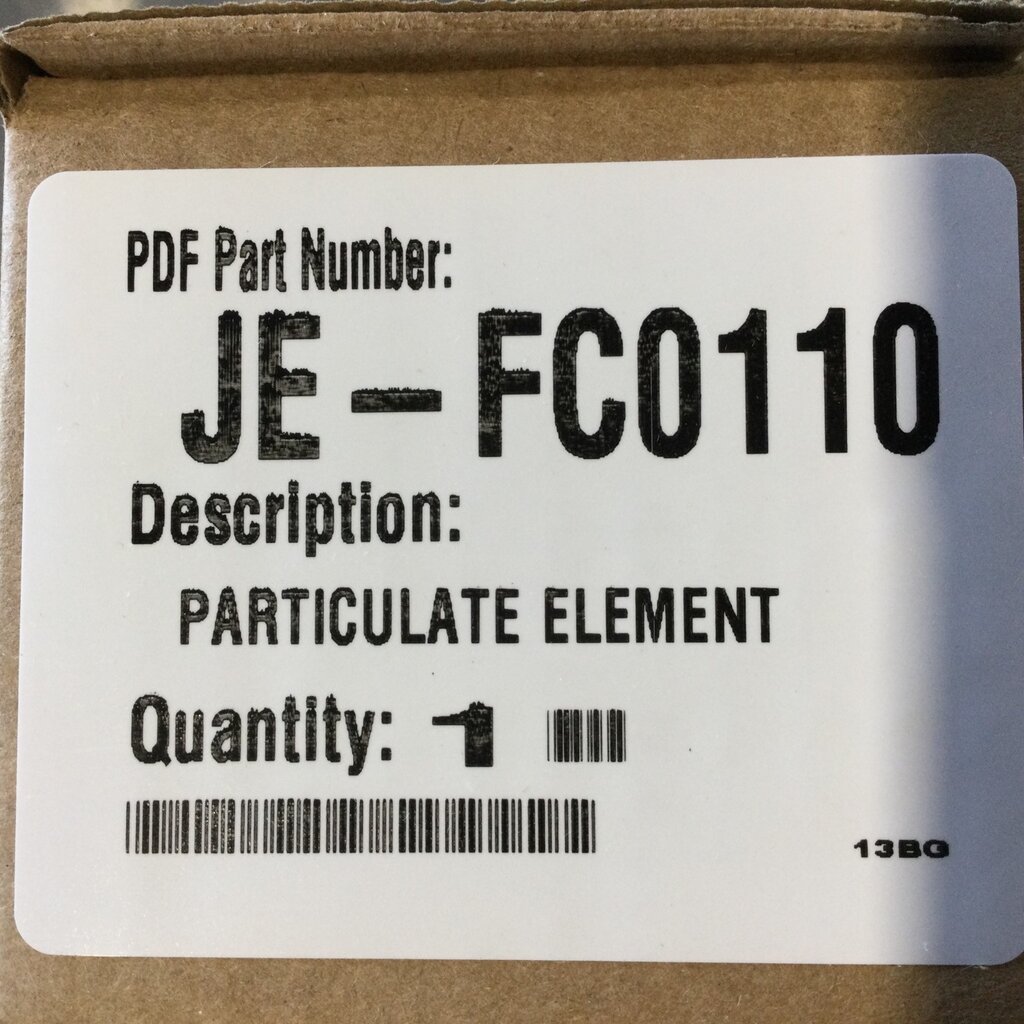 PDF Part Number:
JE-FC0110
Description:
PARTICULATE ELEMENT
Quantity: 1
13BG